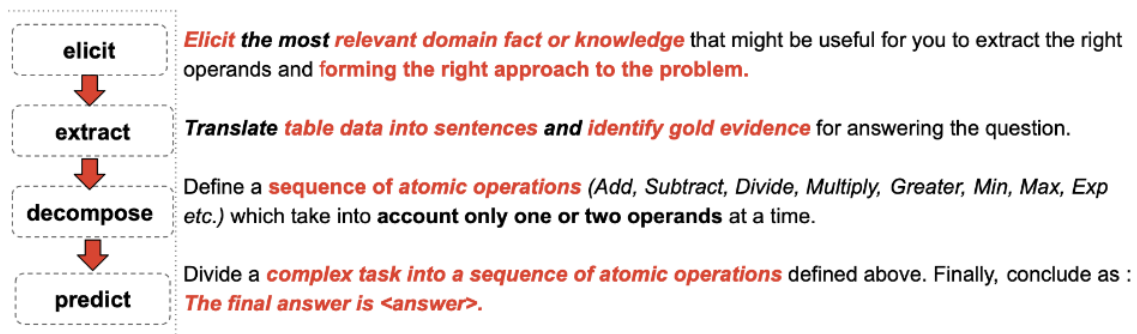 elicit
Elicit the most relevant domain fact or knowledge that might be useful for you to extract the right
operands and forming the right approach to the problem.
extract
Translate table data into sentences and identify gold evidence for answering the question.
decompose
Define a sequence of atomic operations (Add, Subtract, Divide, Multiply, Greater, Min, Max, Exp
etc.) which take into account only one or two operands at a time.
predict
Divide a complex task into a sequence of atomic operations defined above. Finally, conclude as :
The final answer is <answer>.